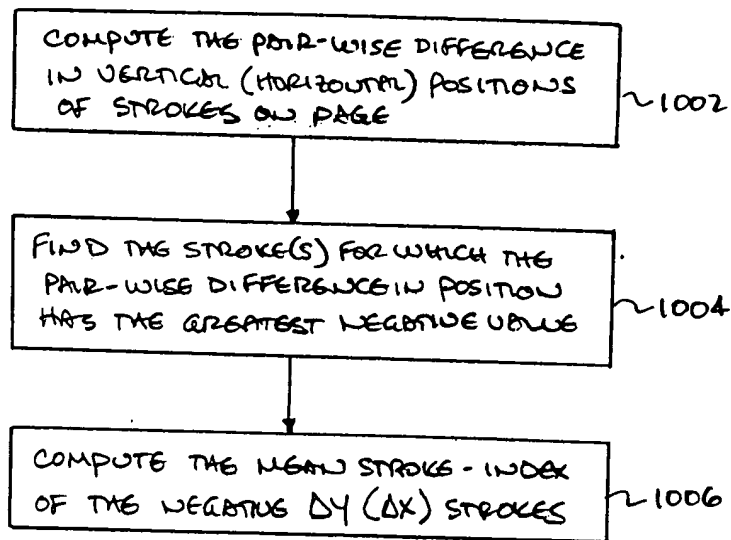 COMPUTE THE PAIR-WISE DIFFERENCE
IN VERTICAL (HORIZONTAL) POSITIONS
OF STROKES ON PAGE
1002
FIND THE STROKE(S) FOR WHICH THE
PAIR-WISE DIFFERENCE IN POSITION
HAS THE GREATEST NEGATIVE VALUE
1004
COMPUTE THE MEAN STROKE-INDEX
OF THE NEGATIVE ΔY (ΔX) STROKES
1006